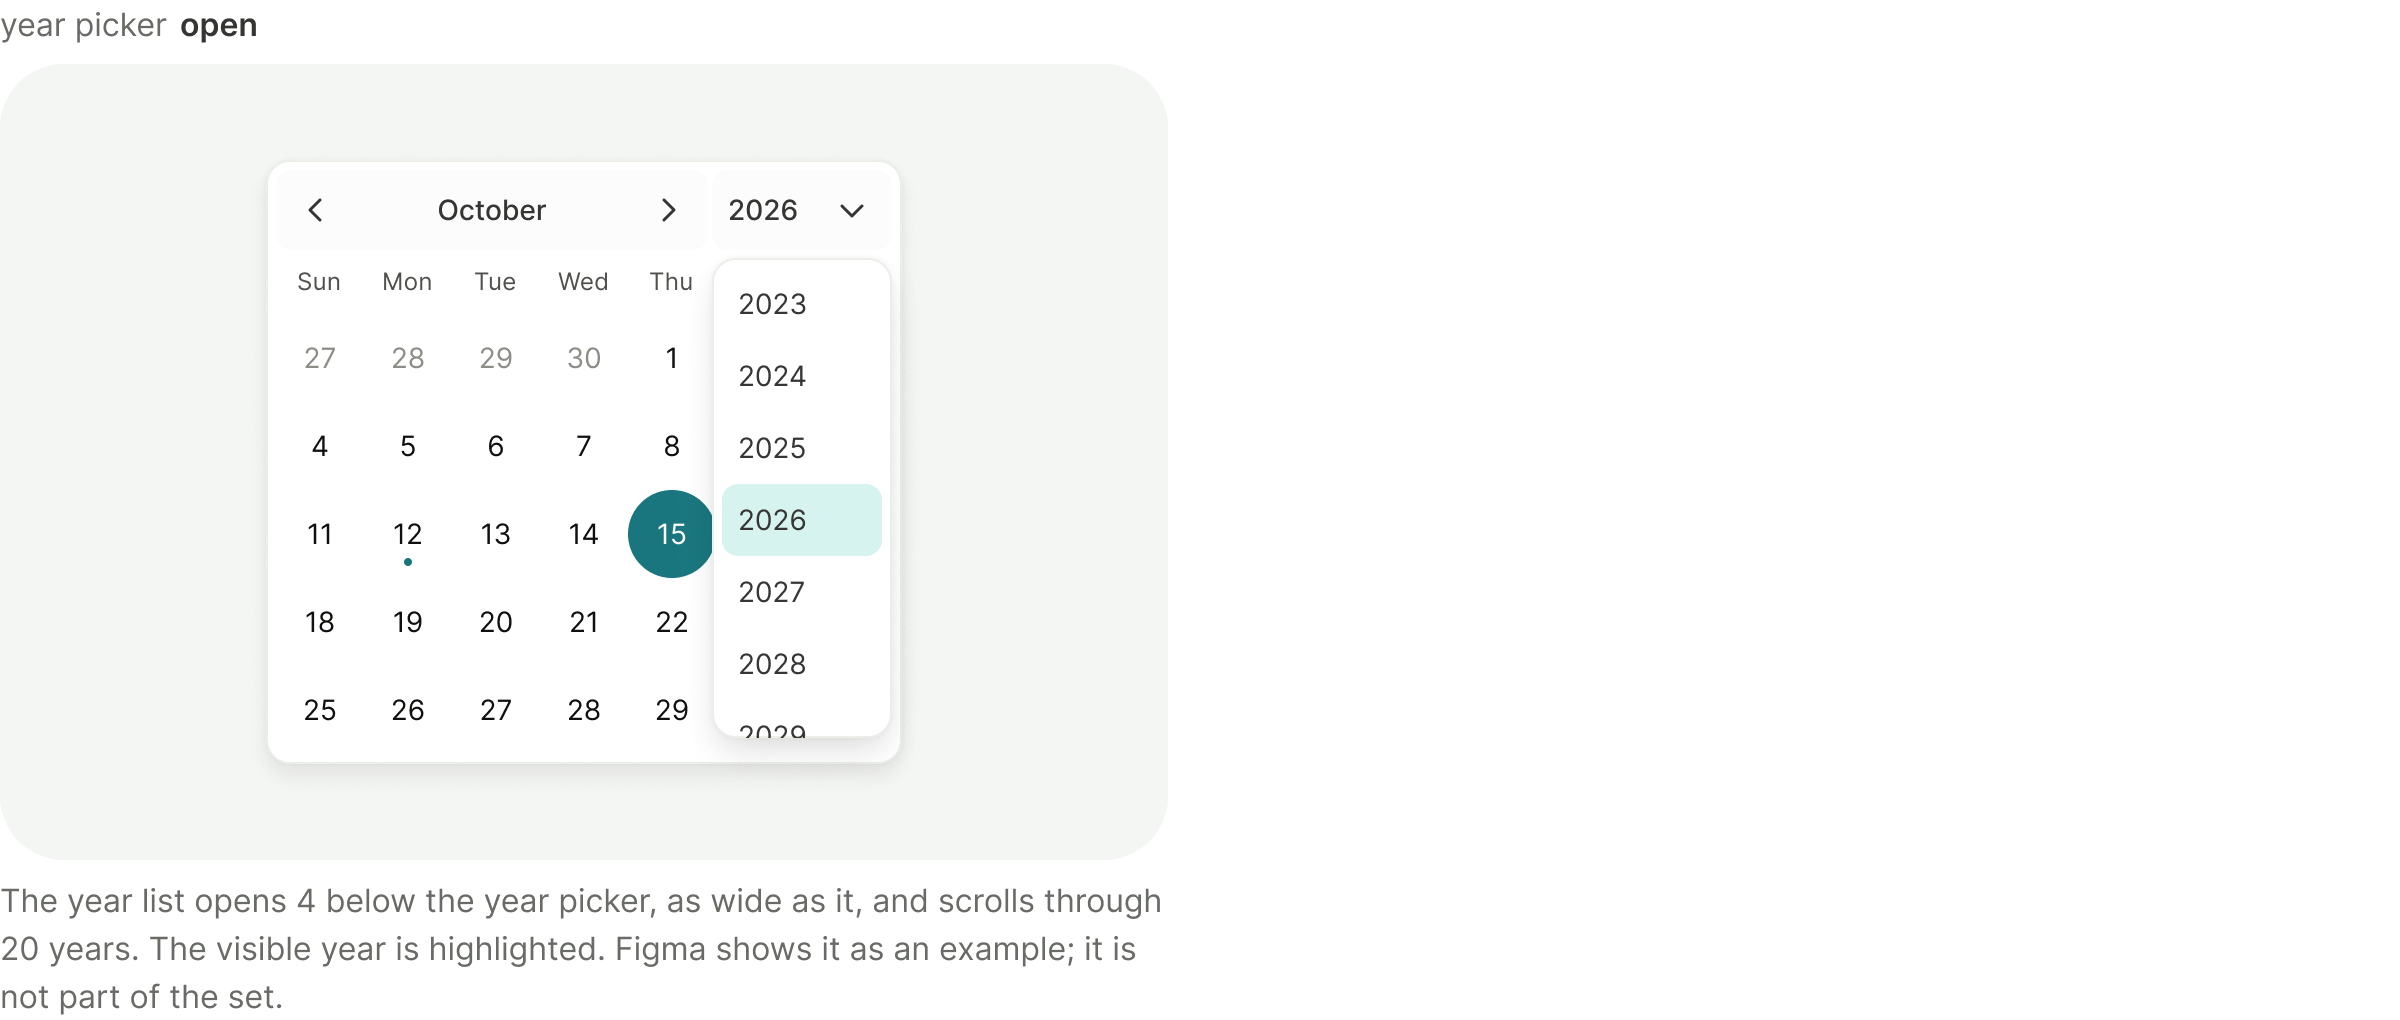 year picker open
October 2026
Sun Mon Tue Wed Thu
2023
27 28 29 30 1
2024
4 5 6 7 8
2025
2026
11 12 13 14 15
2027
18 19 20 21 22
2028
25 26 27 28 29
2029
The year list opens 4 below the year picker, as wide as it, and scrolls through
20 years. The visible year is highlighted. Figma shows it as an example; it is
not part of the set.